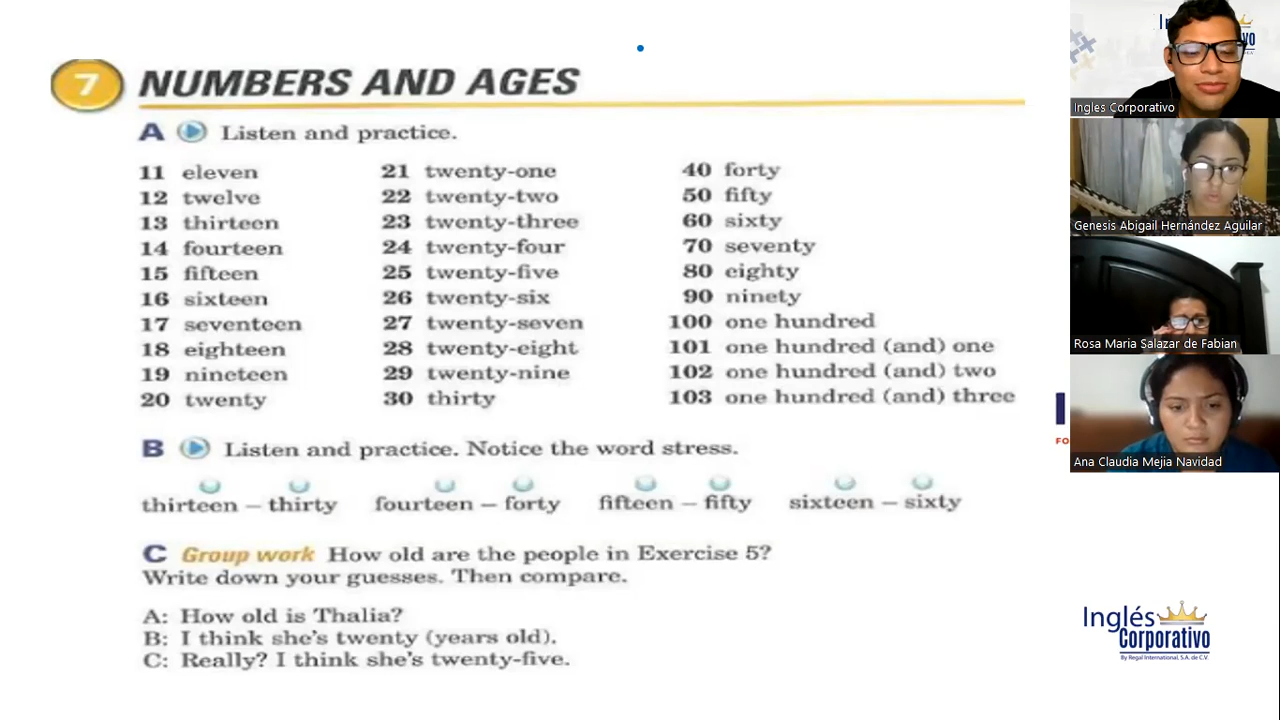 7 NUMBERS AND AGES
A Listen and practice.
11 eleven 21 twenty-one 40 forty
12 twelve 22 twenty-two 50 fifty
13 thirteen 23 twenty-three 60 sixty
14 fourteen 24 twenty-four 70 seventy
15 fifteen 25 twenty-five 80 eighty
16 sixteen 26 twenty-six 90 ninety
17 seventeen 27 twenty-seven 100 one hundred
18 eighteen 28 twenty-eight 101 one hundred (and) one
19 nineteen 29 twenty-nine 102 one hundred (and) two
20 twenty 30 thirty 103 one hundred (and) three
B Listen and practice. Notice the word stress.
thirteen – thirty fourteen – forty fifteen – fifty sixteen – sixty
C Group work How old are the people in Exercise 5?
Write down your guesses. Then compare.
A: How old is Thalia?
B: I think she's twenty (years old).
C: Really? I think she's twenty-five.
Ingles Corporativo
Genesis Abigail Hernández Aguilar
Rosa Maria Salazar de Fabian
Ana Claudia Mejia Navidad
Inglés
Corporativo
By Regal International, S.A. de C.V.